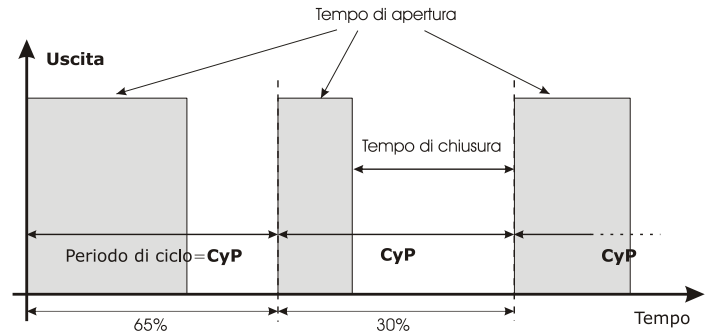 Tempo di apertura
Uscita
Tempo di chiusura
Periodo di ciclo=CyP
CyP
CyP
65%
30%
Tempo